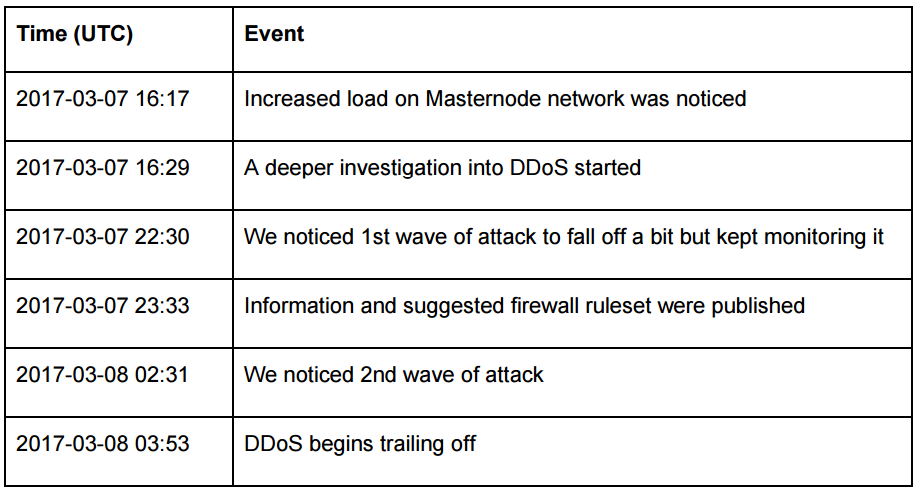 Time (UTC) Event
2017-03-07 16:17 Increased load on Masternode network was noticed
2017-03-07 16:29 A deeper investigation into DDoS started
2017-03-07 22:30 We noticed 1st wave of attack to fall off a bit but kept monitoring it
2017-03-07 23:33 Information and suggested firewall ruleset were published
2017-03-08 02:31 We noticed 2nd wave of attack
2017-03-08 03:53 DDoS begins trailing off